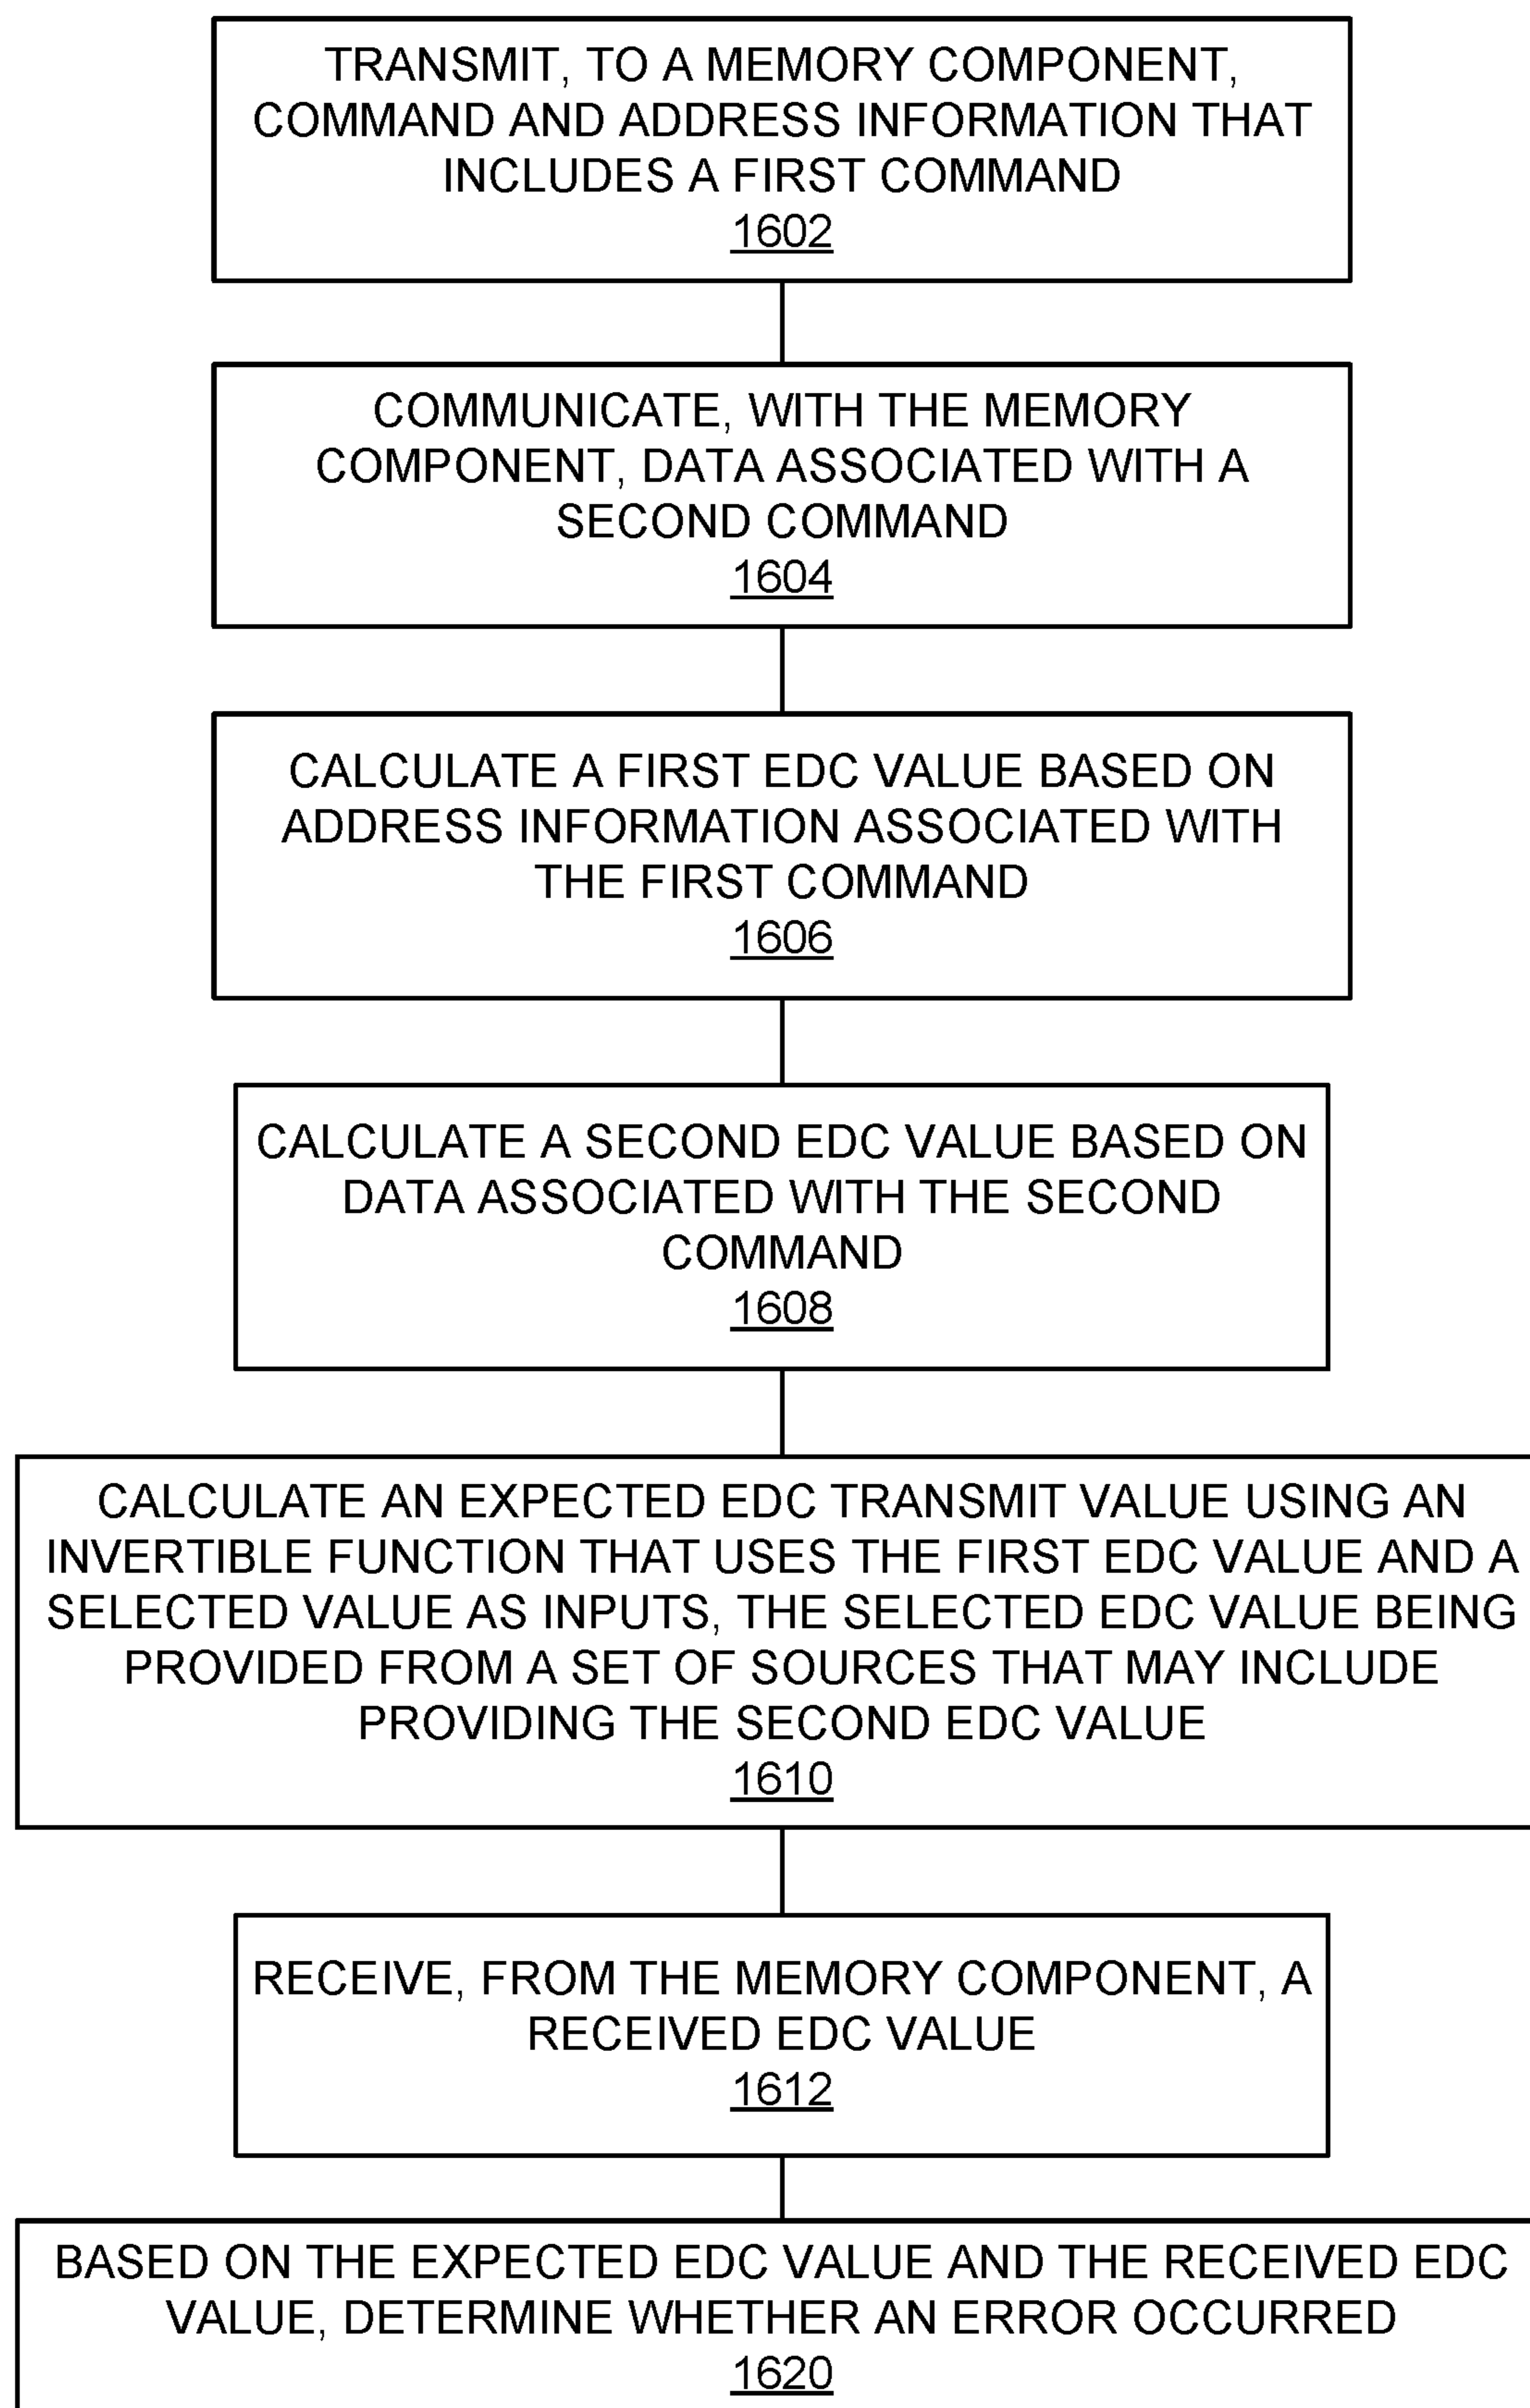 TRANSMIT, TO A MEMORY COMPONENT,
COMMAND AND ADDRESS INFORMATION THAT
INCLUDES A FIRST COMMAND
1602
COMMUNICATE, WITH THE MEMORY
COMPONENT, DATA ASSOCIATED WITH A
SECOND COMMAND
1604
CALCULATE A FIRST EDC VALUE BASED ON
ADDRESS INFORMATION ASSOCIATED WITH
THE FIRST COMMAND
1606
CALCULATE A SECOND EDC VALUE BASED ON
DATA ASSOCIATED WITH THE SECOND
COMMAND
1608
CALCULATE AN EXPECTED EDC TRANSMIT VALUE USING AN
INVERTIBLE FUNCTION THAT USES THE FIRST EDC VALUE AND A
SELECTED VALUE AS INPUTS, THE SELECTED EDC VALUE BEING
PROVIDED FROM A SET OF SOURCES THAT MAY INCLUDE
PROVIDING THE SECOND EDC VALUE
1610
RECEIVE, FROM THE MEMORY COMPONENT, A
RECEIVED EDC VALUE
1612
BASED ON THE EXPECTED EDC VALUE AND THE RECEIVED EDC
VALUE, DETERMINE WHETHER AN ERROR OCCURRED
1620